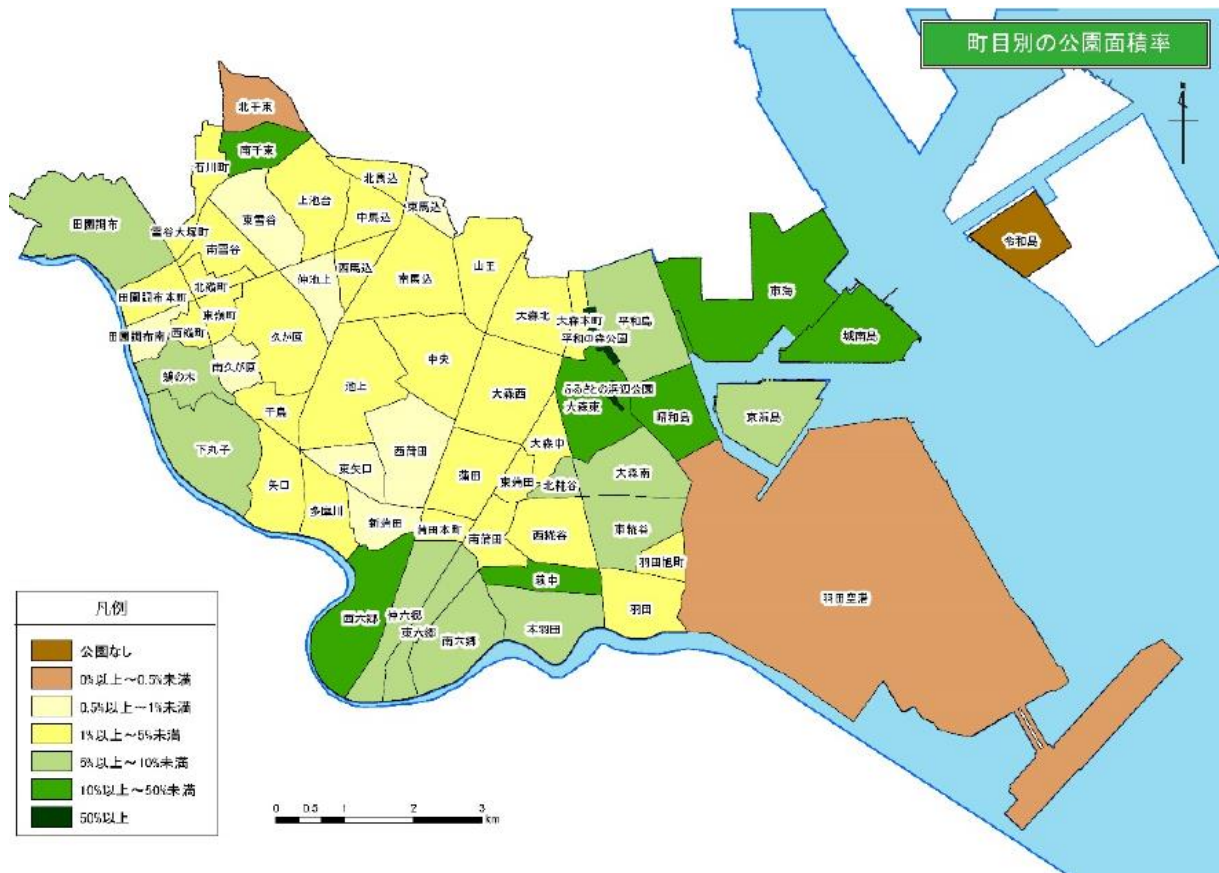 町目別の公園面積率
北千束
南千束
石川町
北馬込
上池台
東馬込
中馬込
東雪谷
田園調布
雪谷大塚町
南雪谷
山王
令和島
西馬込
南馬込
仲池上
北嶺町
田園調布本町
東海
東嶺町
大森北
大森本町
平和島
田園調布南
西嶺町
久が原
平和の森公園
城南島
中央
南久が原
池上
鵜の木
大森西
ふるさとの浜辺公園
大森東
昭和島
京浜島
千鳥
下丸子
西蒲田
大森中
東矢口
蒲田
大森南
矢口
東蒲田
北糀谷
多摩川
新蒲田
蒲田本町
南蒲田
西糀谷
東糀谷
羽田旭町
萩中
羽田空港
西六郷
仲六郷
東六郷
南六郷
本羽田
羽田
凡例
公園なし
0%以上~0.5%未満
0.5%以上~1%未満
1%以上~5%未満
5%以上~10%未満
10%以上~50%未満
50%以上
0 0.5 1 2 3
km